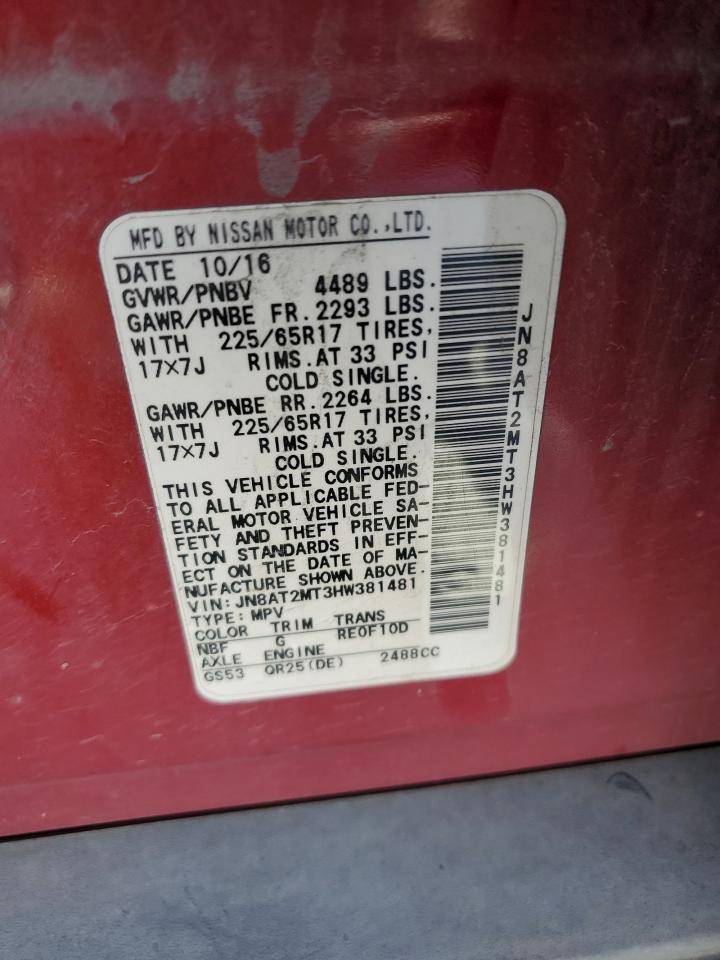 MFD BY NISSAN MOTOR CO.,LTD.
DATE 10/16
GVWR/PNBV 4489 LBS.
GAWR/PNBE FR.2293 LBS.
WITH 225/65R17 TIRES,
17×7J RIMS.AT 33 PSI
COLD SINGLE.
GAWR/PNBE RR.2264 LBS.
WITH 225/65R17 TIRES,
17×7J RIMS.AT 33 PSI
COLD SINGLE.
THIS VEHICLE CONFORMS
TO ALL APPLICABLE FED-
ERAL MOTOR VEHICLE SA-
FETY AND THEFT PREVEN-
TION STANDARDS IN EFF-
ECT ON THE DATE OF MA-
NUFACTURE SHOWN ABOVE.
VIN:JN8AT2MT3HW381481
TYPE:MPV
COLOR TRIM TRANS
NBF G RE0F10D
AXLE ENGINE
GS53 QR25(DE) 2488CC
JN8AT2MT3HW381481